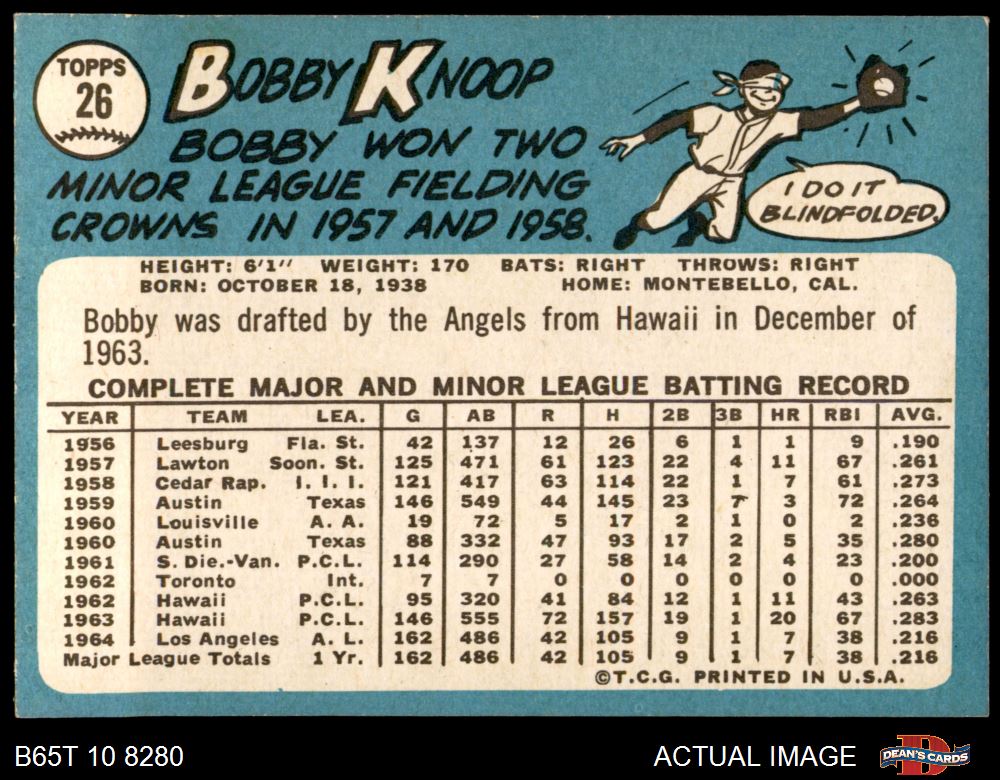 TOPPS
26
BOBBY KNOOP
BOBBY WON TWO
MINOR LEAGUE FIELDING
CROWNS IN 1957 AND 1958.
I DO IT
BLINDFOLDED.
HEIGHT: 6'1" WEIGHT: 170 BATS: RIGHT THROWS: RIGHT
BORN: OCTOBER 18, 1938 HOME: MONTEBELLO, CAL.
Bobby was drafted by the Angels from Hawaii in December of
1963.
COMPLETE MAJOR AND MINOR LEAGUE BATTING RECORD
YEAR TEAM LEA. G AB R H 2B 3B HR RBI AVG.
1956 Leesburg Fla. St. 42 137 12 26 6 1 1 9 .190
1957 Lawton Soon. St. 125 471 61 123 22 4 11 67 .261
1958 Cedar Rap. I. I. I. 121 417 63 114 22 1 7 61 .273
1959 Austin Texas 146 549 44 145 23 7 3 72 .264
1960 Louisville A. A. 19 72 5 17 2 1 0 2 .236
1960 Austin Texas 88 332 47 93 17 2 5 35 .280
1961 S. Die.-Van. P.C.L. 114 290 27 58 14 2 4 23 .200
1962 Toronto Int. 7 7 0 0 0 0 0 0 .000
1962 Hawaii P.C.L. 95 320 41 84 12 1 11 43 .263
1963 Hawaii P.C.L. 146 555 72 157 19 1 20 67 .283
1964 Los Angeles A. L. 162 486 42 105 9 1 7 38 .216
Major League Totals 1 Yr. 162 486 42 105 9 1 7 38 .216
©T.C.G. PRINTED IN U.S.A.
B65T 10 8280
ACTUAL IMAGE
DEAN'S CARDS